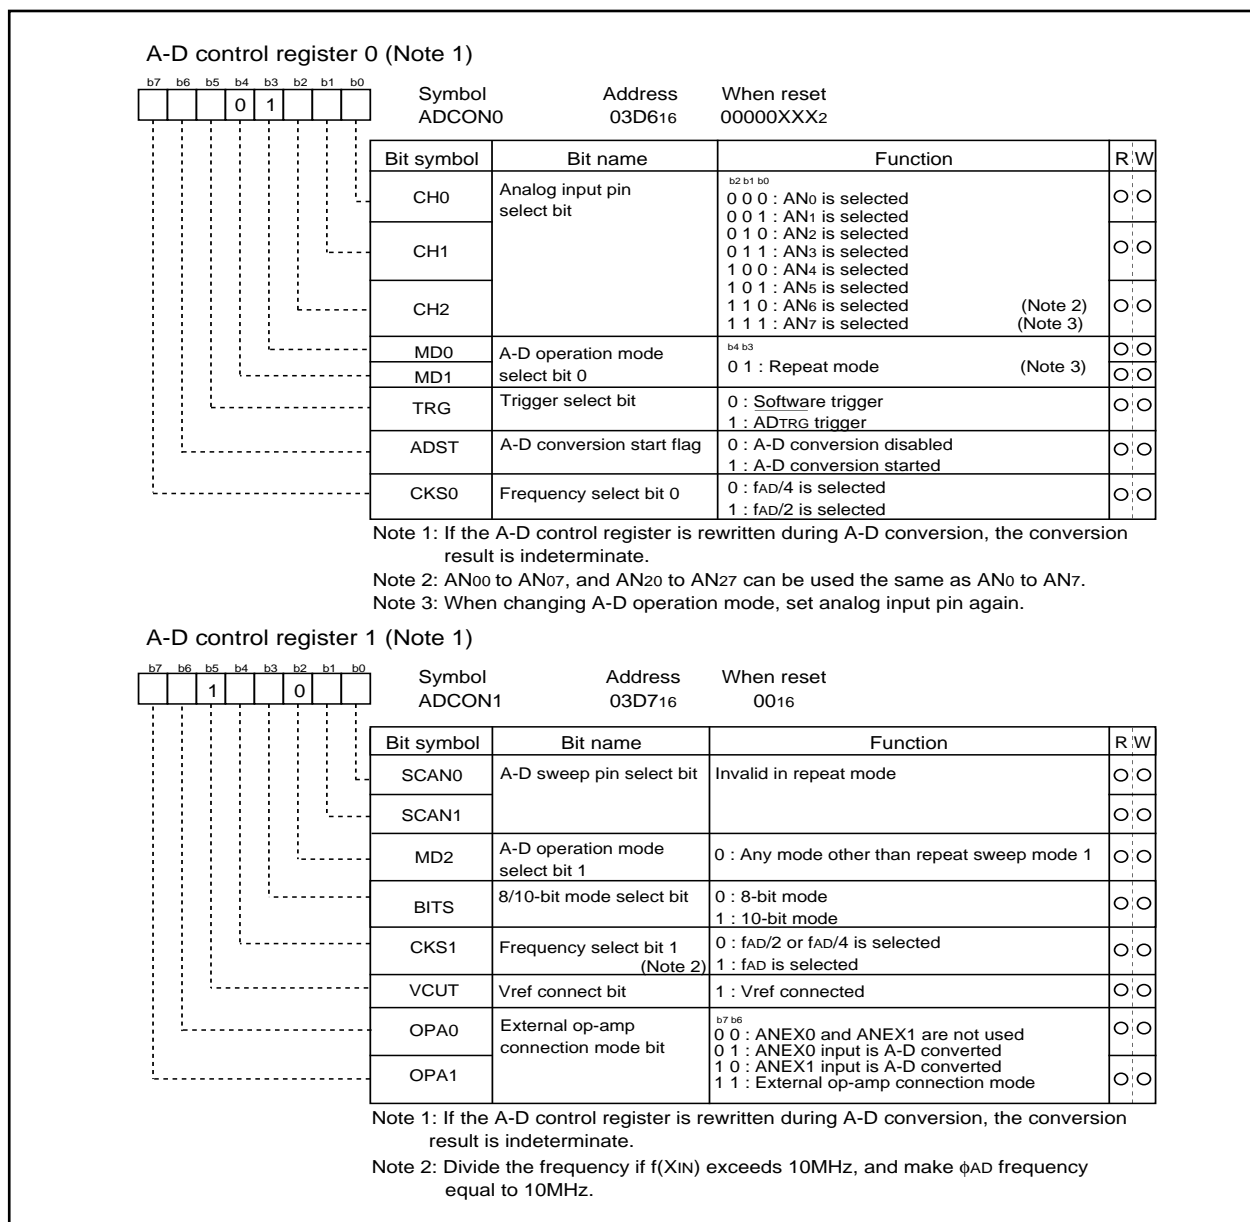 A-D control register 0 (Note 1)
b7 b6 b5 b4 b3 b2 b1 b0
0 1
Symbol Address When reset
ADCON0 03D616 00000XXX2
Bit symbol Bit name Function R W
CH0 Analog input pin select bit
b2 b1 b0
0 0 0 : AN0 is selected
0 0 1 : AN1 is selected
0 1 0 : AN2 is selected
CH1 0 1 1 : AN3 is selected
1 0 0 : AN4 is selected
1 0 1 : AN5 is selected
CH2 1 1 0 : AN6 is selected (Note 2)
1 1 1 : AN7 is selected (Note 3)
MD0 A-D operation mode
MD1 select bit 0
b4 b3
0 1 : Repeat mode (Note 3)
TRG Trigger select bit 0 : Software trigger
1 : ADTRG trigger
ADST A-D conversion start flag 0 : A-D conversion disabled
1 : A-D conversion started
CKS0 Frequency select bit 0 0 : fAD/4 is selected
1 : fAD/2 is selected
Note 1: If the A-D control register is rewritten during A-D conversion, the conversion
result is indeterminate.
Note 2: AN00 to AN07, and AN20 to AN27 can be used the same as AN0 to AN7.
Note 3: When changing A-D operation mode, set analog input pin again.
A-D control register 1 (Note 1)
b7 b6 b5 b4 b3 b2 b1 b0
1 0
Symbol Address When reset
ADCON1 03D716 0016
Bit symbol Bit name Function R W
SCAN0 A-D sweep pin select bit Invalid in repeat mode
SCAN1
MD2 A-D operation mode
select bit 1
0 : Any mode other than repeat sweep mode 1
BITS 8/10-bit mode select bit 0 : 8-bit mode
1 : 10-bit mode
CKS1 Frequency select bit 1
(Note 2)
0 : fAD/2 or fAD/4 is selected
1 : fAD is selected
VCUT Vref connect bit 1 : Vref connected
OPA0 External op-amp
connection mode bit
b7 b6
0 0 : ANEX0 and ANEX1 are not used
0 1 : ANEX0 input is A-D converted
OPA1 1 0 : ANEX1 input is A-D converted
1 1 : External op-amp connection mode
Note 1: If the A-D control register is rewritten during A-D conversion, the conversion
result is indeterminate.
Note 2: Divide the frequency if f(XIN) exceeds 10MHz, and make ϕAD frequency
equal to 10MHz.